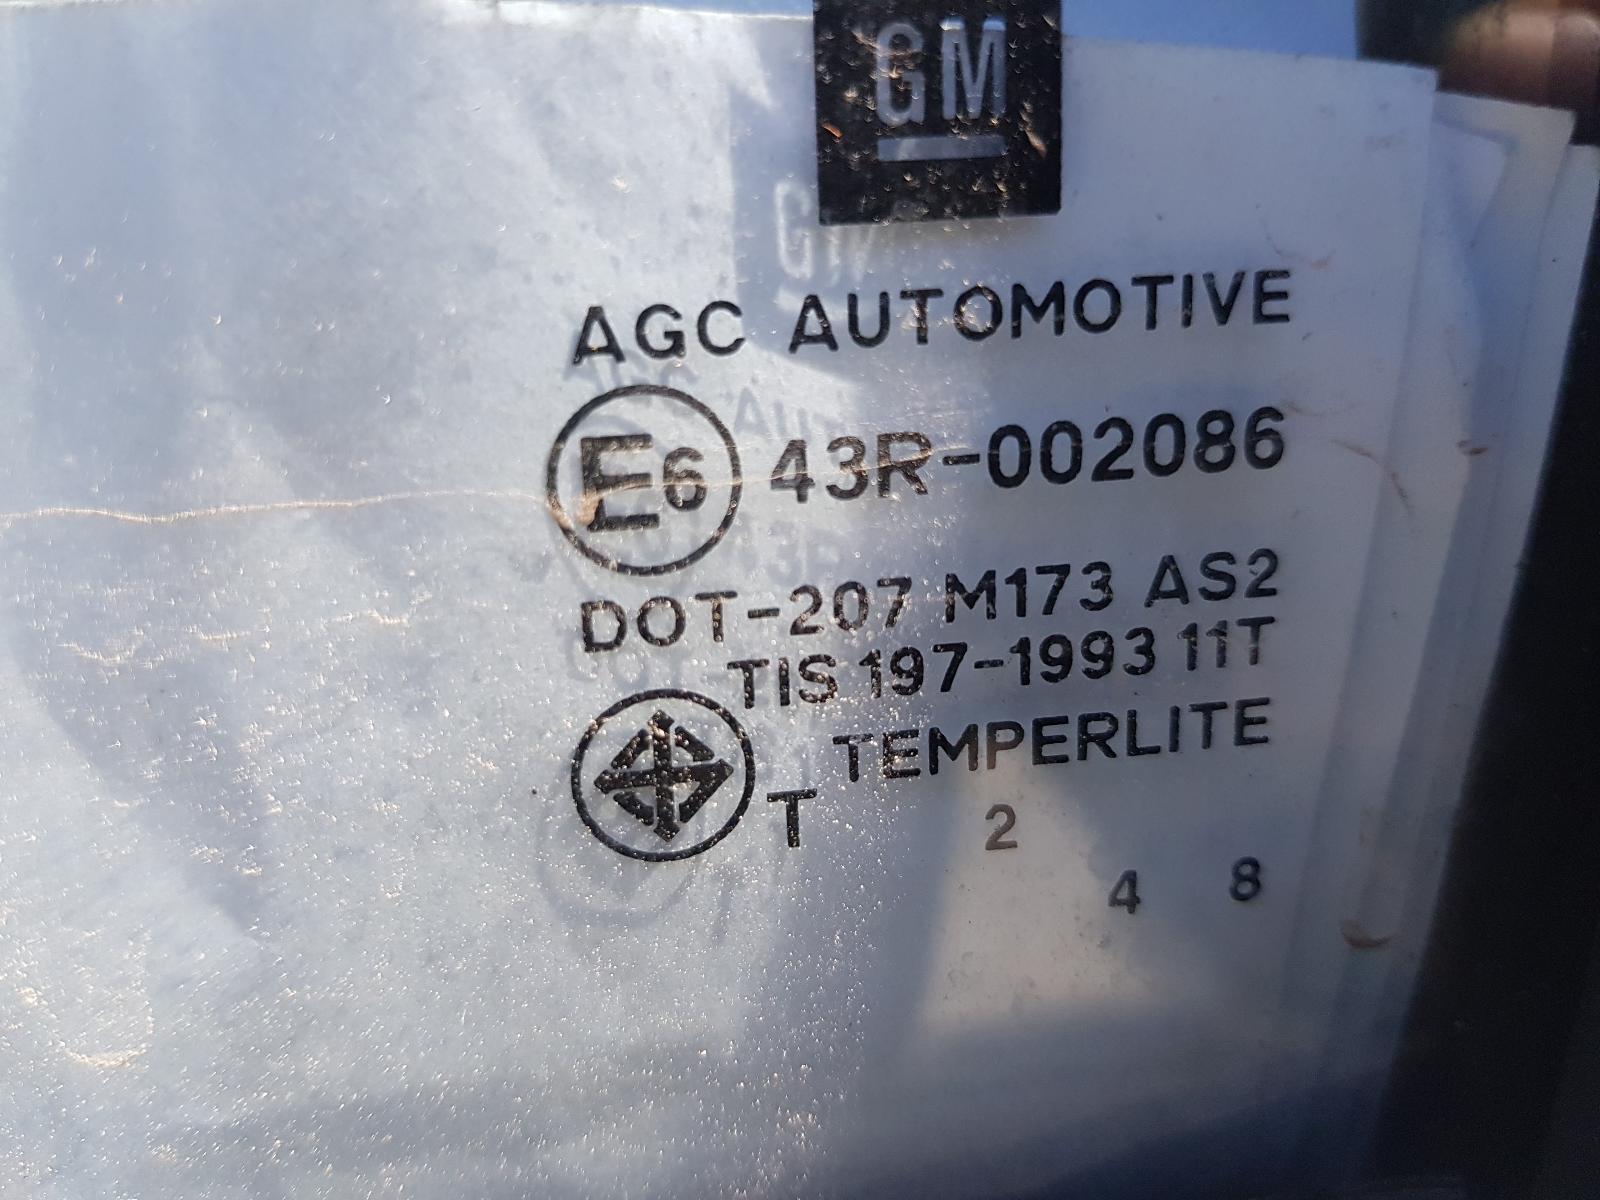 GM
AGC AUTOMOTIVE
E6 43R-002086
DOT-207 M173 AS2
TIS 197-1993 11T
TEMPERLITE
T 2
4 8